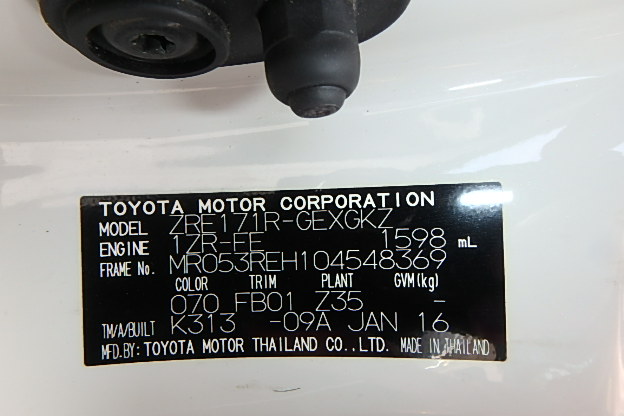 TOYOTA MOTOR CORPORATION
MODEL ZRE171R-GEXGKZ
ENGINE 1ZR-FE 1598 mL
FRAME No. MR053REH104548369
COLOR TRIM PLANT GVM(kg)
070 FB01 Z35 -
TM/A/BUILT K313 -09A JAN 16
MFD.BY: TOYOTA MOTOR THAILAND CO.,LTD. MADE IN THAILAND